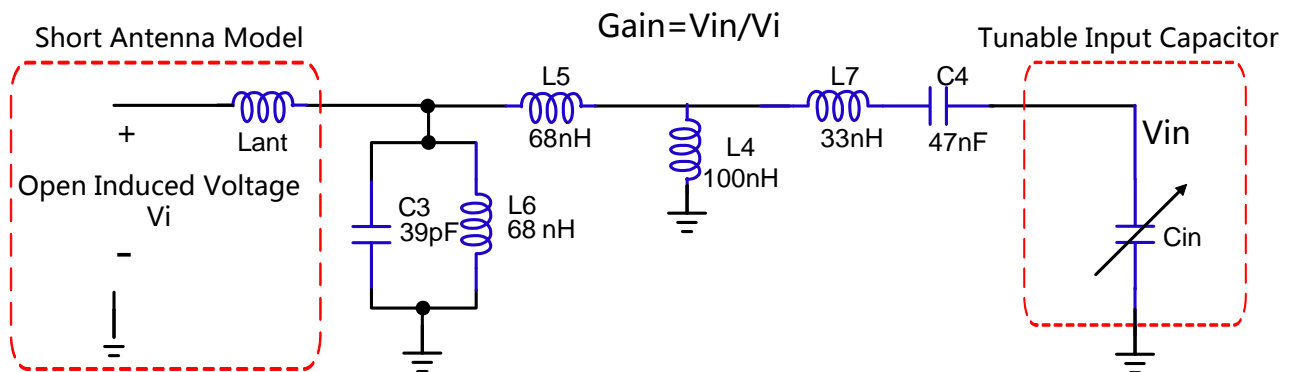 Gain=Vin/Vi
Short Antenna Model
Tunable Input Capacitor
L5
68nH
L7
33nH
C4
47nF
Lant
+
Open Induced Voltage
Vi
-
L4
100nH
Vin
C3
39pF
L6
68 nH
Cin